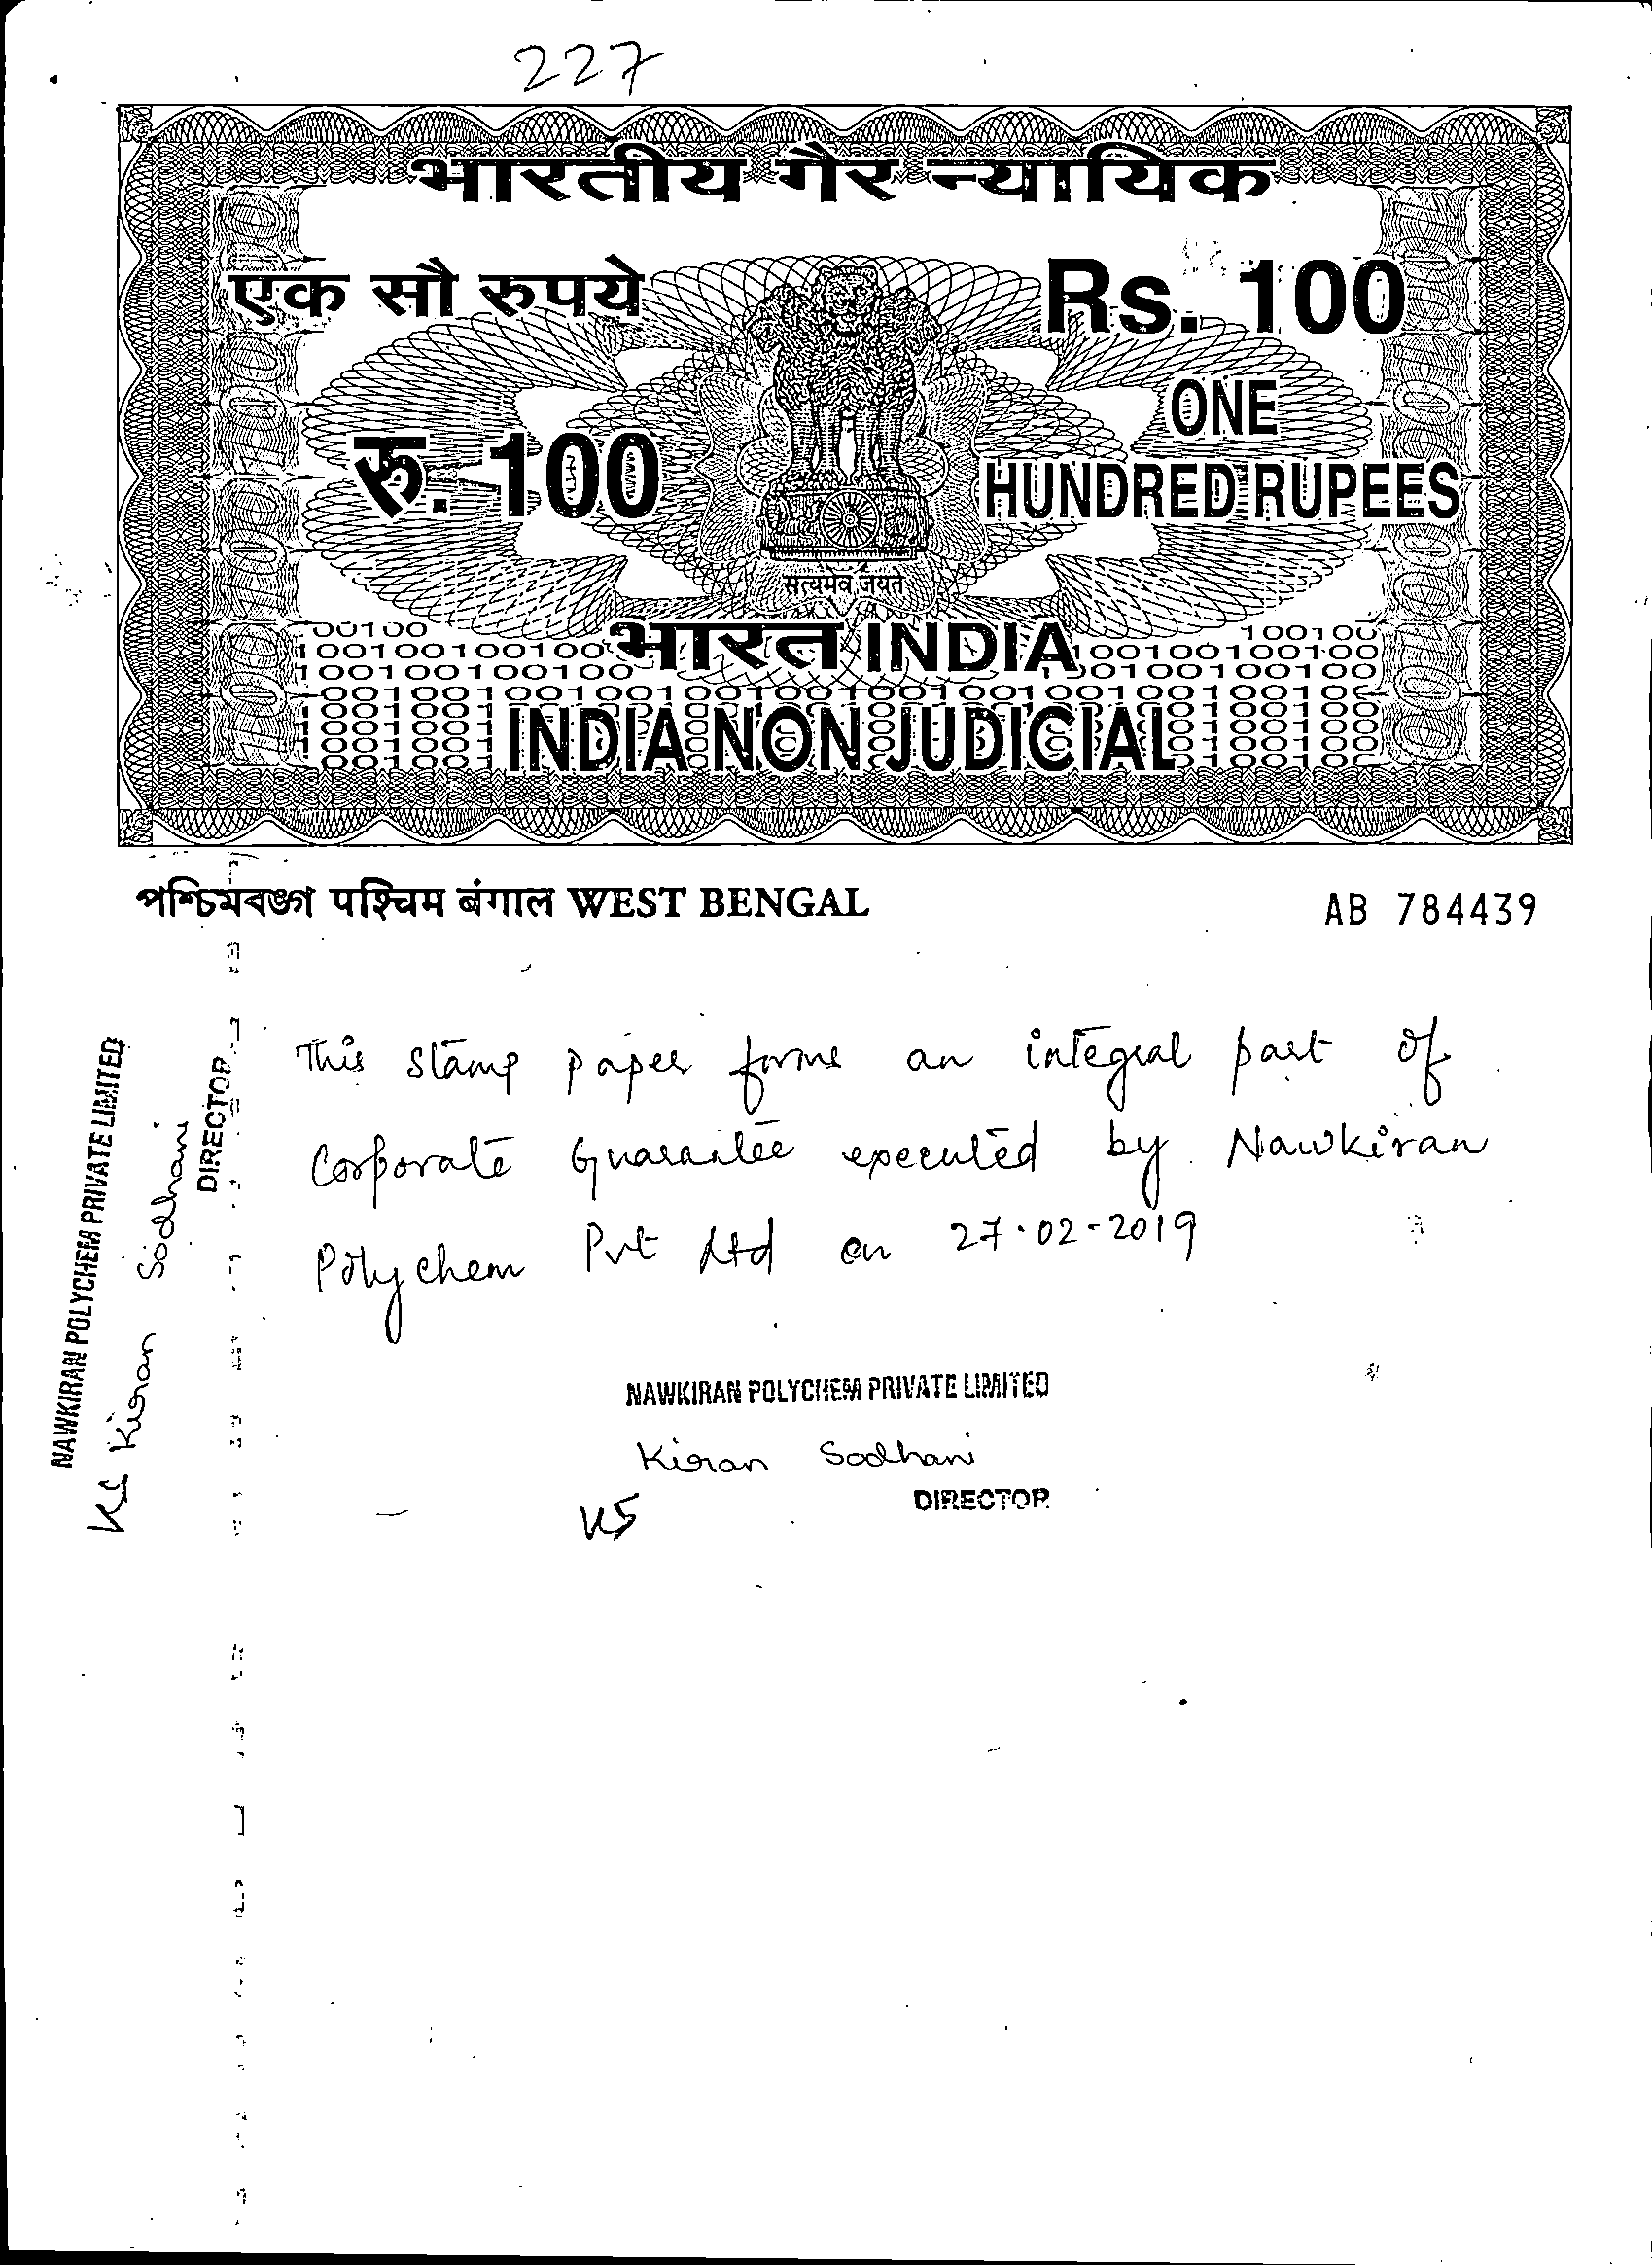 227
भारतीय गैर न्यायिक
एक सौ रुपये
Rs. 100
रु. 100
ONE
HUNDRED RUPEES
सत्यमेव जयते
भारत INDIA
INDIA NON JUDICIAL
পশ্চিমবঙ্গ पश्चिम बंगाल WEST BENGAL
AB 784439
This stamp paper forms an integral part of
Corporate Guarantee executed by Nawkiran
Polychem Pvt Ltd on 27.02-2019
NAWKIRAN POLYCHEM PRIVATE LIMITED
Kiran Sodhani
DIRECTOR
KS
NAWKIRAN POLYCHEM PRIVATE LIMITED
KS Kiran Sodhani
DIRECTOR